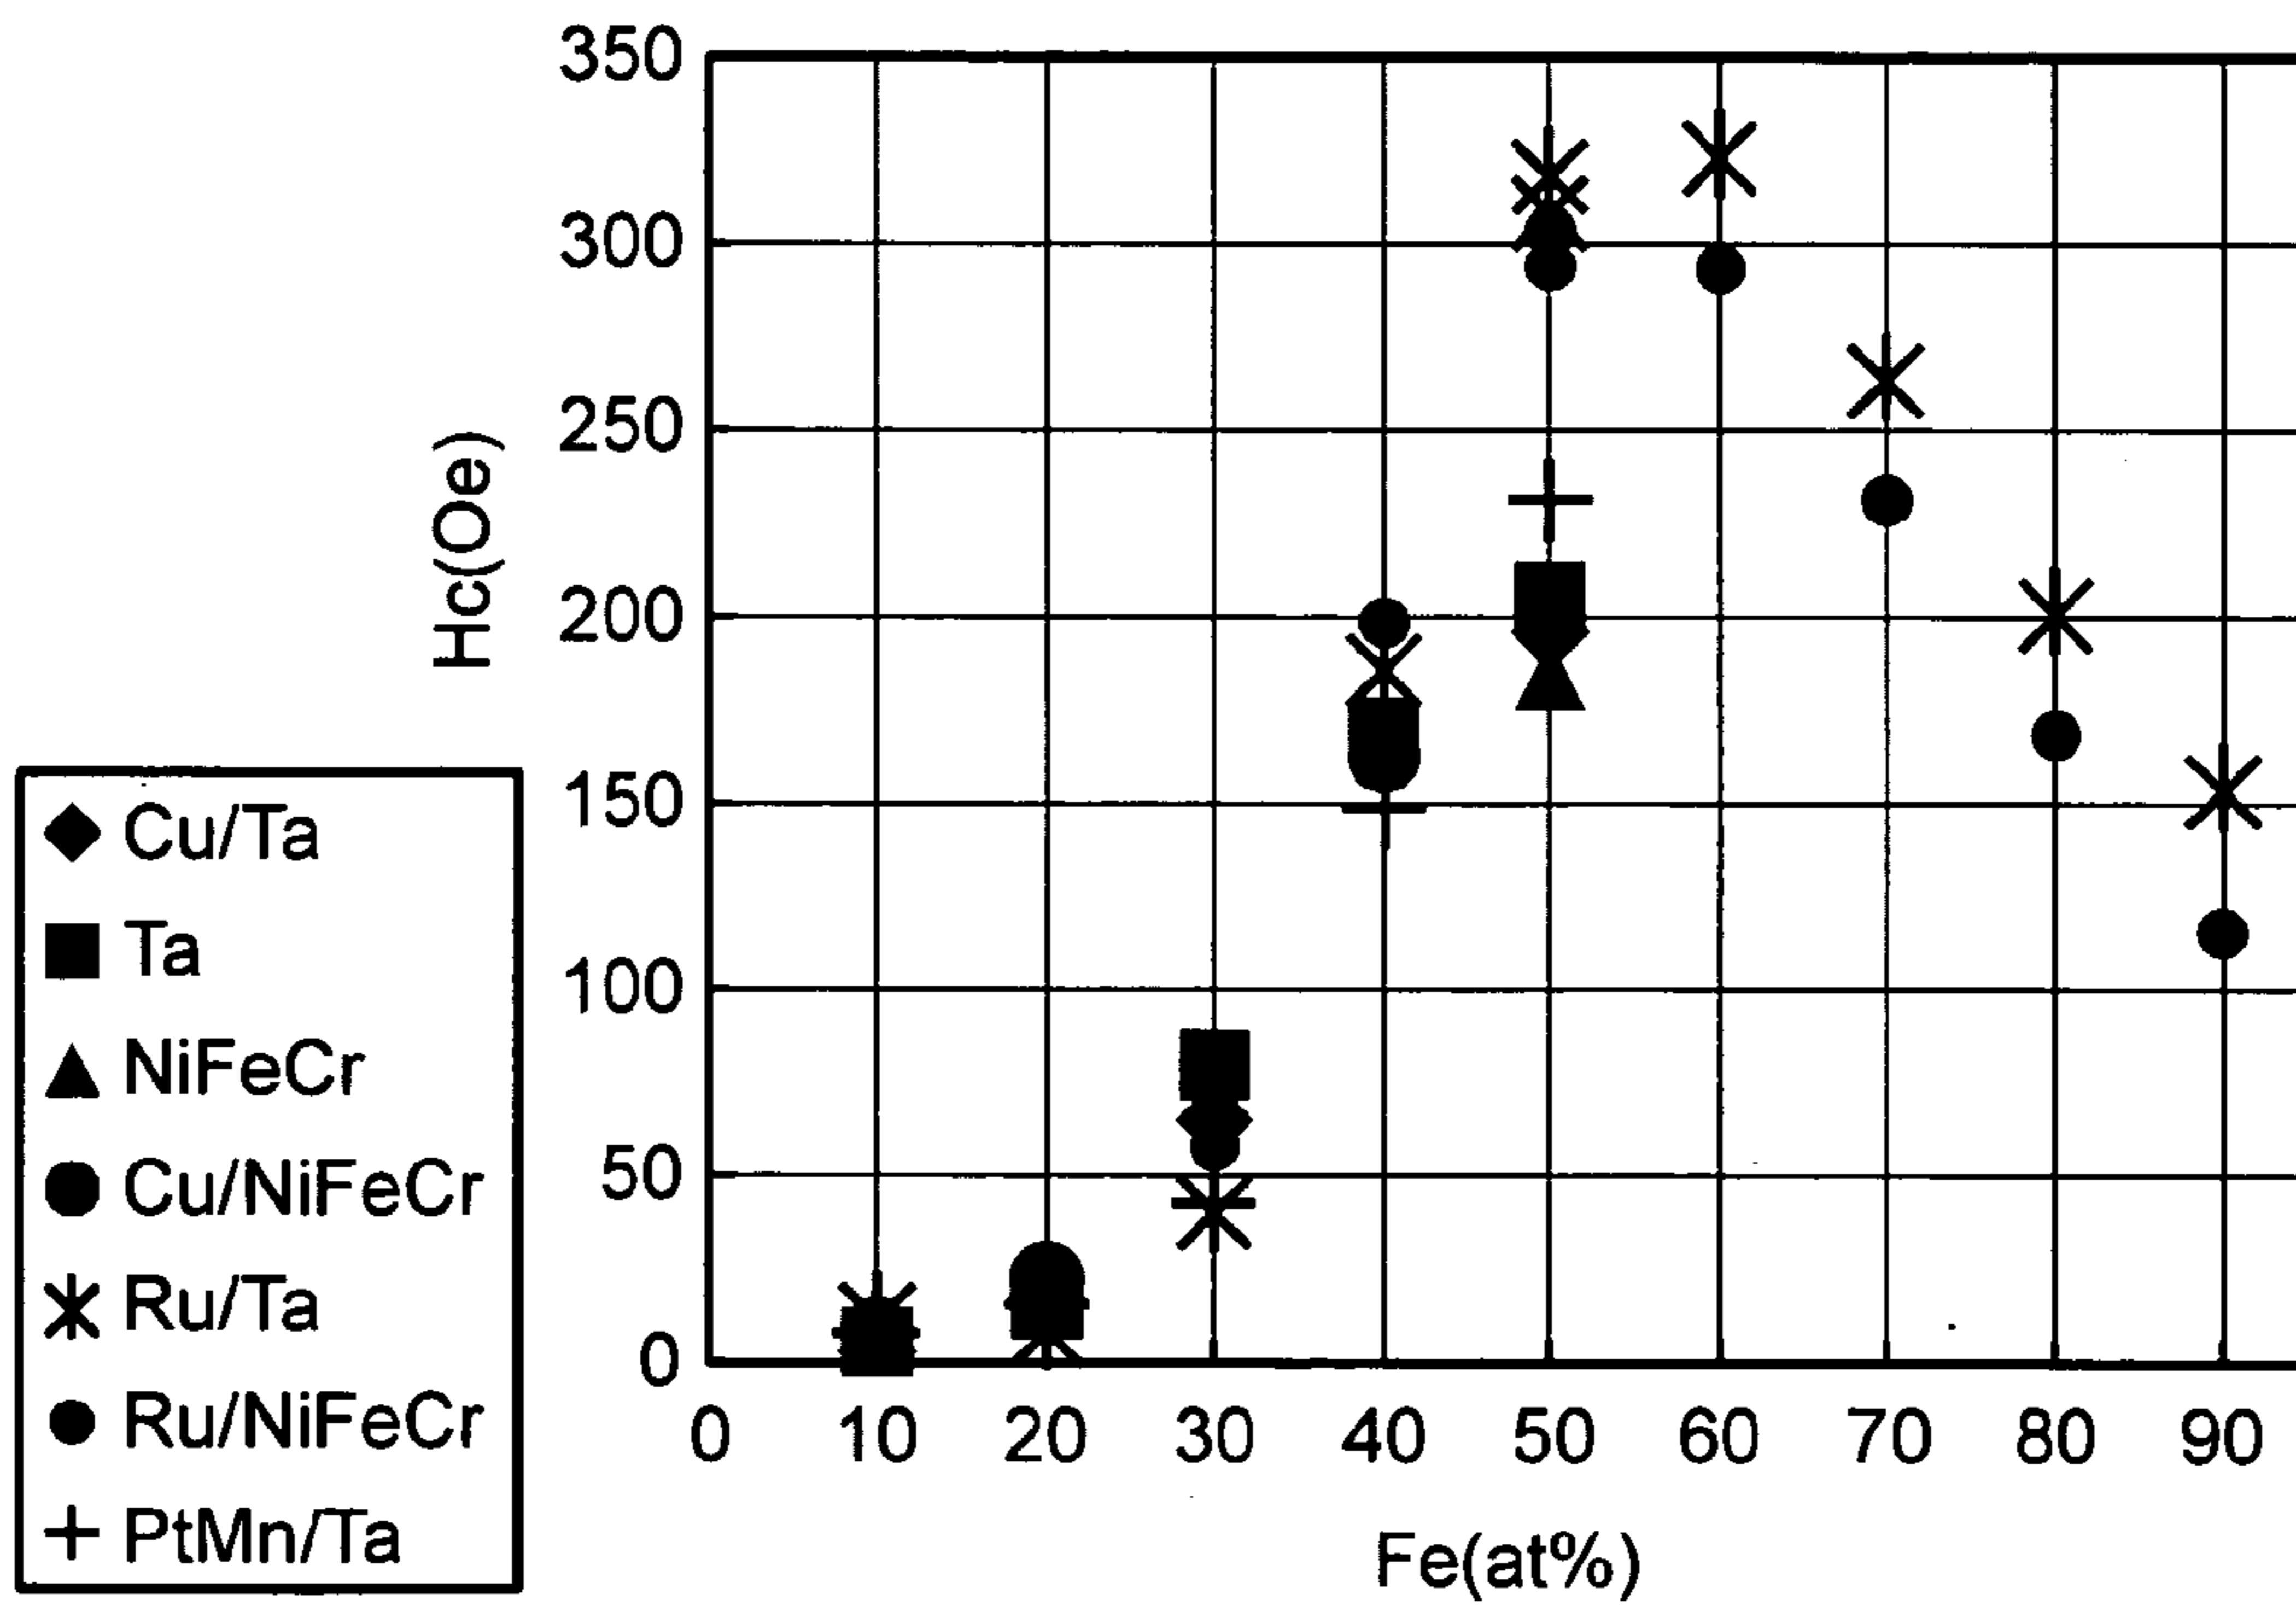 350
300
250
200
150
100
50
0
Hc(Oe)
0 10 20 30 40 50 60 70 80 90
Fe(at%)
Cu/Ta
Ta
NiFeCr
Cu/NiFeCr
Ru/Ta
Ru/NiFeCr
PtMn/Ta